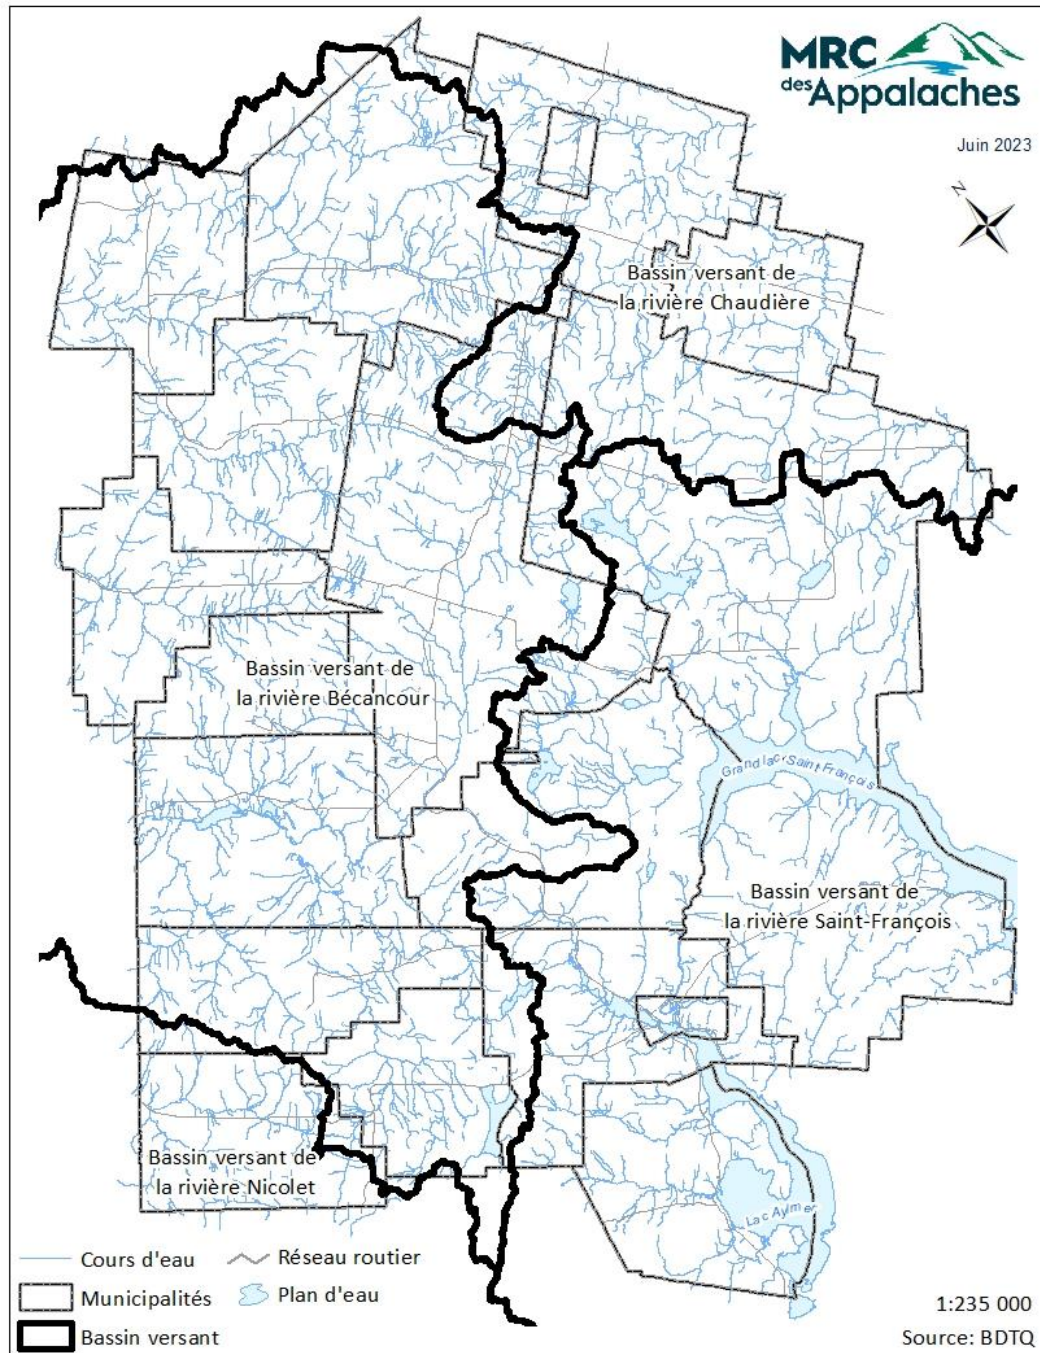 MRC
des Appalaches
Juin 2023
N
Bassin versant de
la rivière Chaudière
Bassin versant de
la rivière Bécancour
Grand lac Saint-François
Bassin versant de
la rivière Saint-François
Bassin versant de
la rivière Nicolet
Lac Aylmer
Cours d'eau
Réseau routier
Municipalités
Plan d'eau
Bassin versant
1:235 000
Source: BDTQ